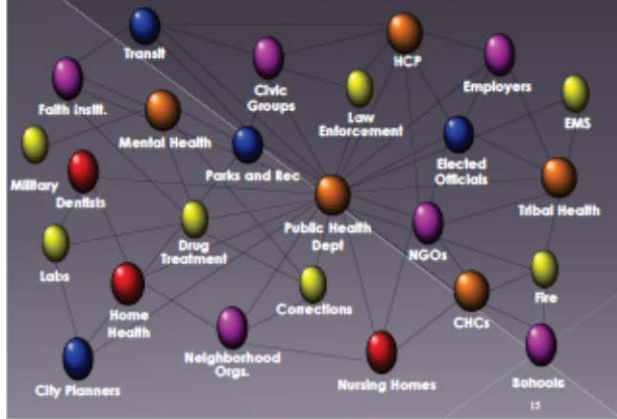 Transit
HCP
Faith Instit.
Civic
Groups
Employers
Mental Health
Law
Enforcement
EMS
Military
Dentists
Parks and Rec
Elected
Officials
Public Health
Dept
Tribal Health
Labs
Drug
Treatment
NGOs
Home
Health
Corrections
CHCs
Fire
City Planners
Neighborhood
Orgs.
Nursing Homes
Schools
15